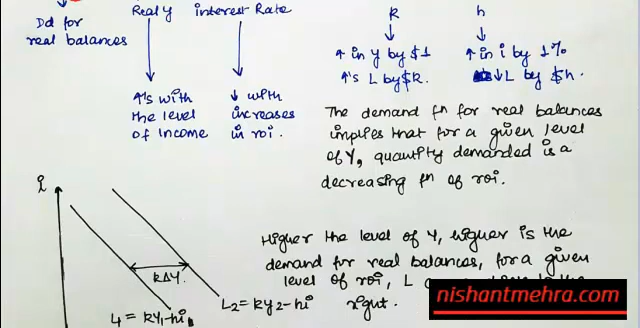 Dd for
real balances
Real y
interest Rate
k
h
↑'s with
the level
of Income
↓ with
increases
in roi.
↑ in y by $1
↑'s L by $k.
↑ in i by 1%
↓ L by $h.
The demand fn for real balances
implies that for a given level
of Y, quantity demanded is a
decreasing fn of roi.
i
kΔY
L1 = ky1-hi
L2 = ky2-hi
Higher the level of Y, higher is the
demand for real balances, for a given
level of roi, L
right.
nishantmehra.com